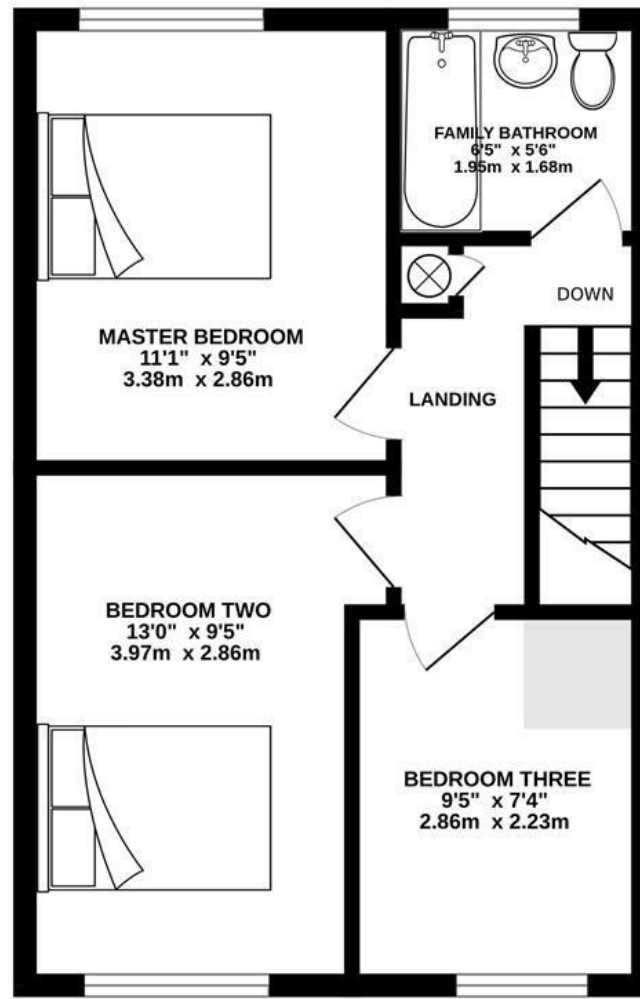 FAMILY BATHROOM
6'5" x 5'6"
1.95m x 1.68m
DOWN
MASTER BEDROOM
11'1" x 9'5"
3.38m x 2.86m
LANDING
BEDROOM TWO
13'0" x 9'5"
3.97m x 2.86m
BEDROOM THREE
9'5" x 7'4"
2.86m x 2.23m